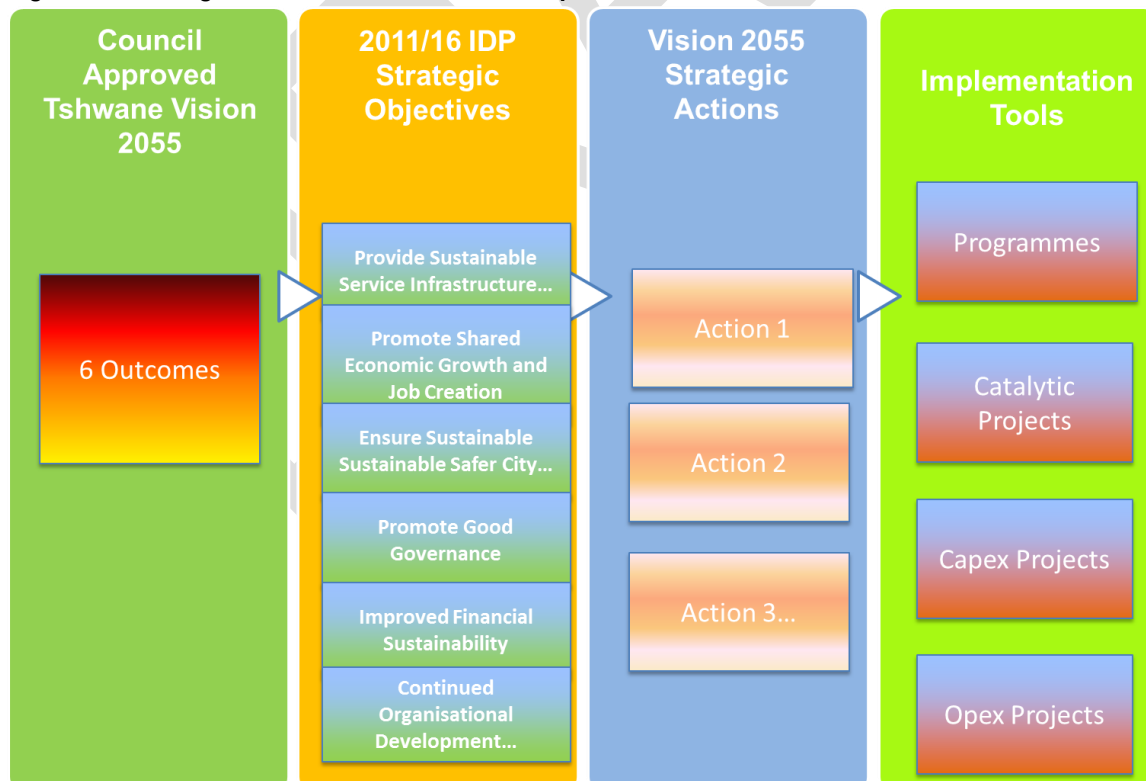 Council
Approved
Tshwane Vision
2055
6 Outcomes
2011/16 IDP
Strategic
Objectives
Provide Sustainable
Service Infrastructure...
Promote Shared
Economic Growth and
Job Creation
Ensure Sustainable
Sustainable Safer City...
Promote Good
Governance
Improved Financial
Sustainability
Continued
Organisational
Development...
Vision 2055
Strategic
Actions
Action 1
Action 2
Action 3...
Implementation
Tools
Programmes
Catalytic
Projects
Capex Projects
Opex Projects